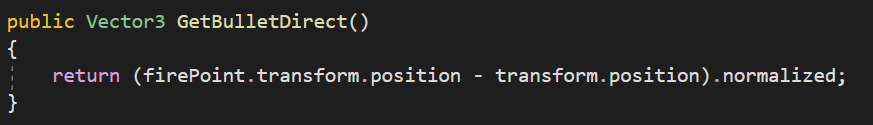 public Vector3 GetBulletDirect()
{
    return (firePoint.transform.position - transform.position).normalized;
}